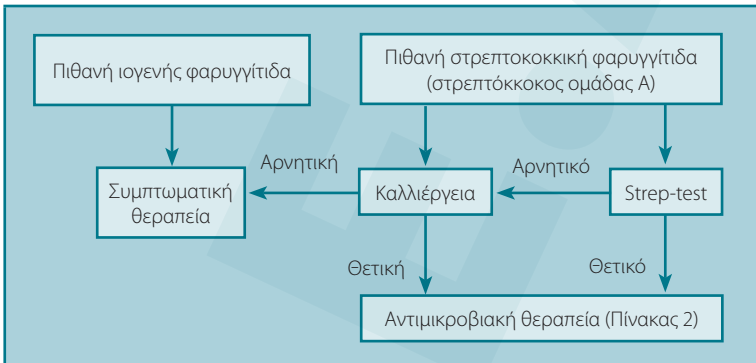 Πιθανή ιογενής φαρυγγίτιδα
Πιθανή στρεπτοκοκκική φαρυγγίτιδα
(στρεπτόκκοκος ομάδας Α)
Αρνητική
Αρνητικό
Συμπτωματική
θεραπεία
Καλλιέργεια
Strep-test
Θετική
Θετικό
Αντιμικροβιακή θεραπεία (Πίνακας 2)